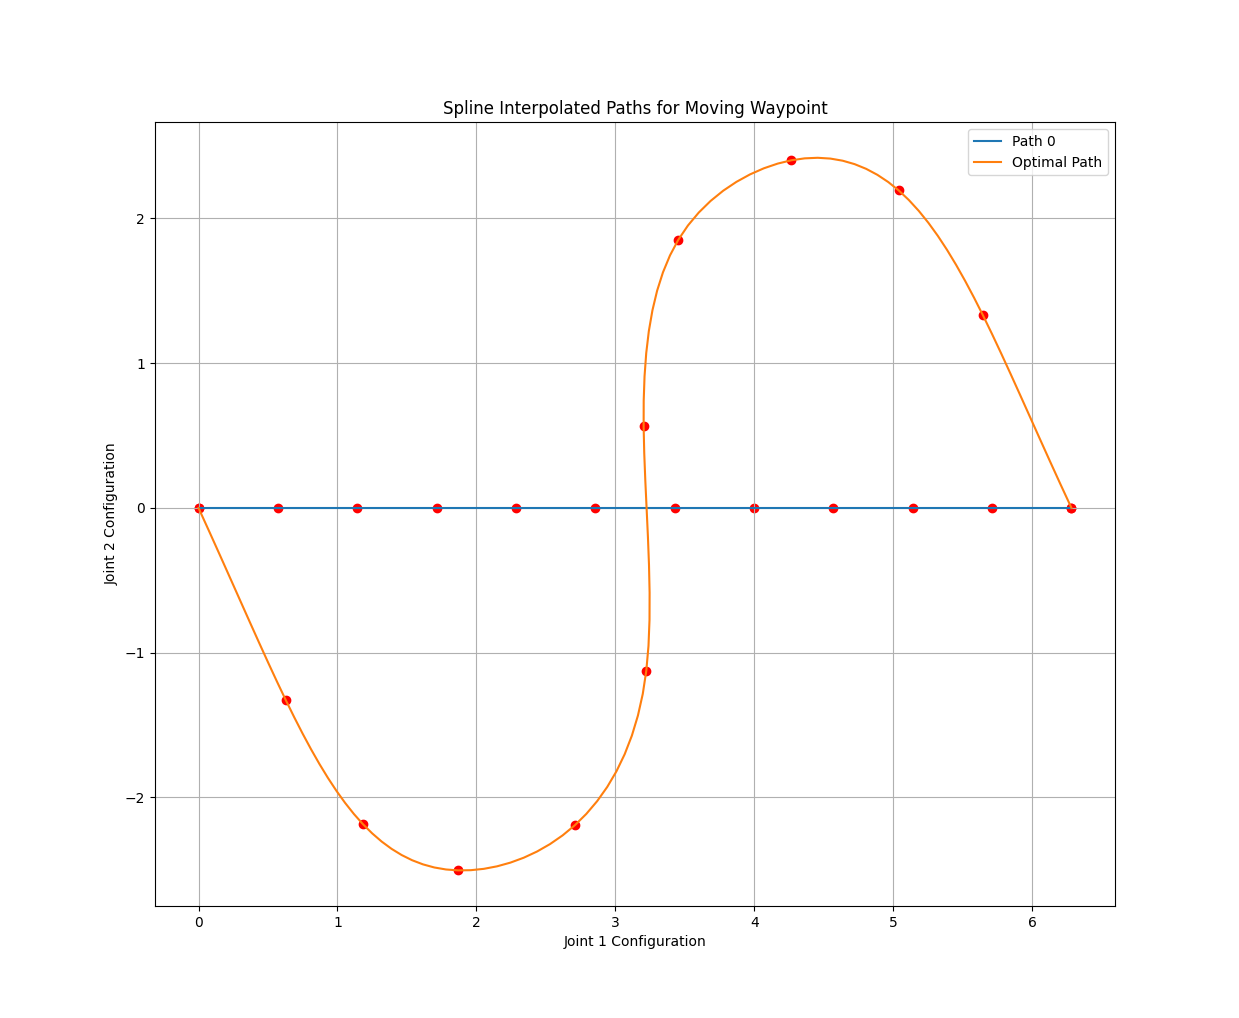 Spline Interpolated Paths for Moving Waypoint
Path 0
Optimal Path
2
1
0
−1
−2
Joint 2 Configuration
0 1 2 3 4 5 6
Joint 1 Configuration